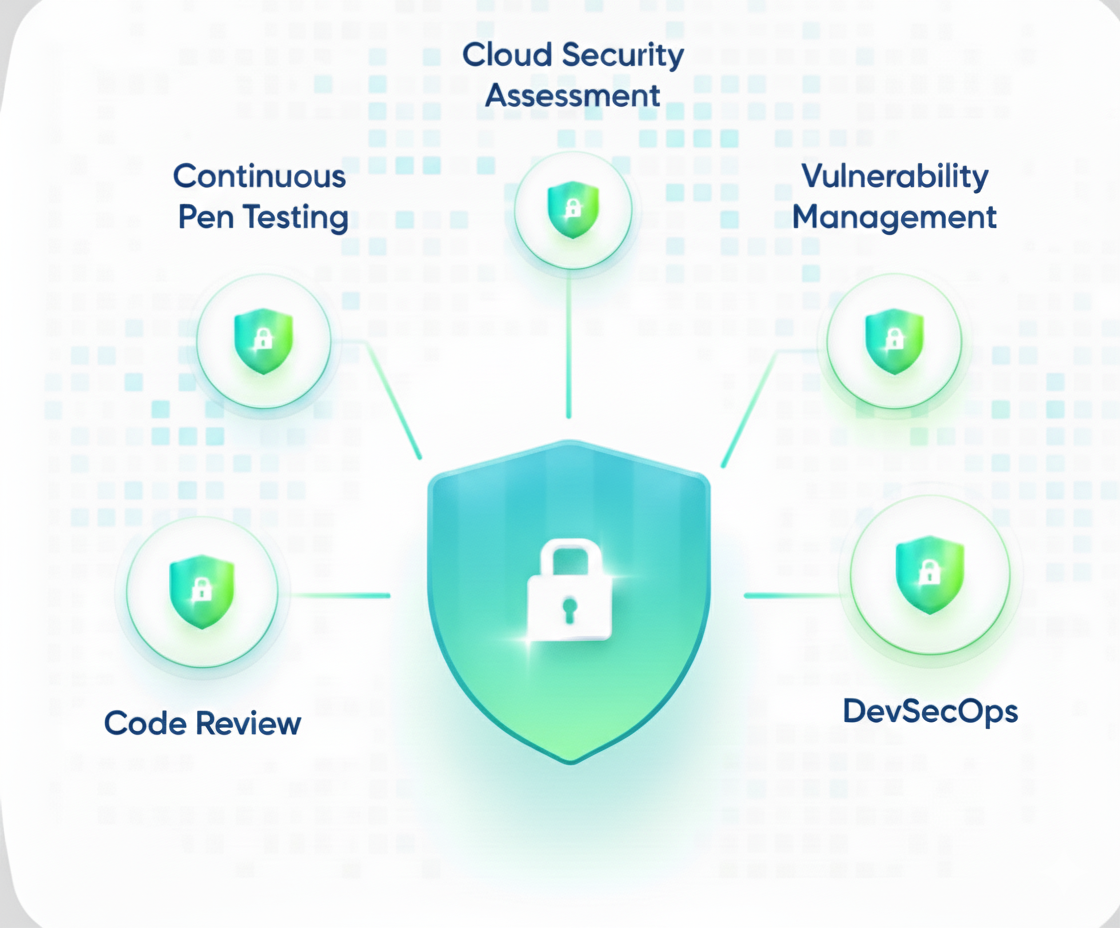 Cloud Security
Assessment
Continuous
Pen Testing
Vulnerability
Management
Code Review
DevSecOps